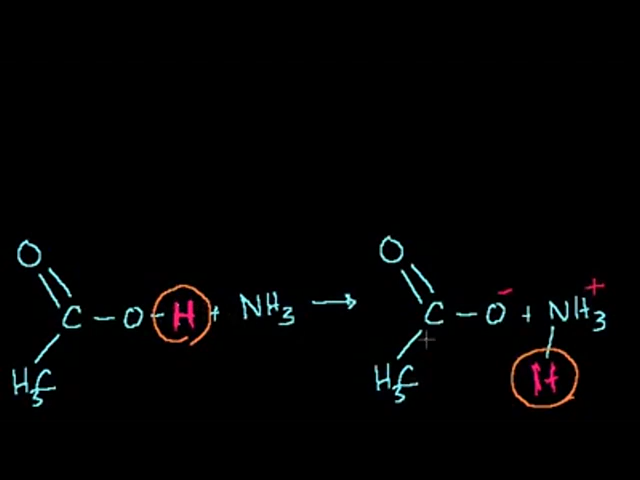 O O
C - O - H + NH3 → C - O⁻ + NH3⁺
H3C H3C H